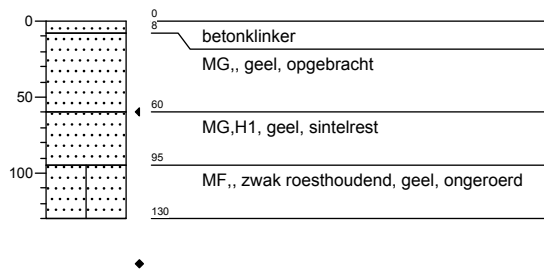 0
0
8
betonklinker
MG,, geel, opgebracht
50
60
MG,H1, geel, sintelrest
95
100
MF,, zwak roesthoudend, geel, ongeroerd
130